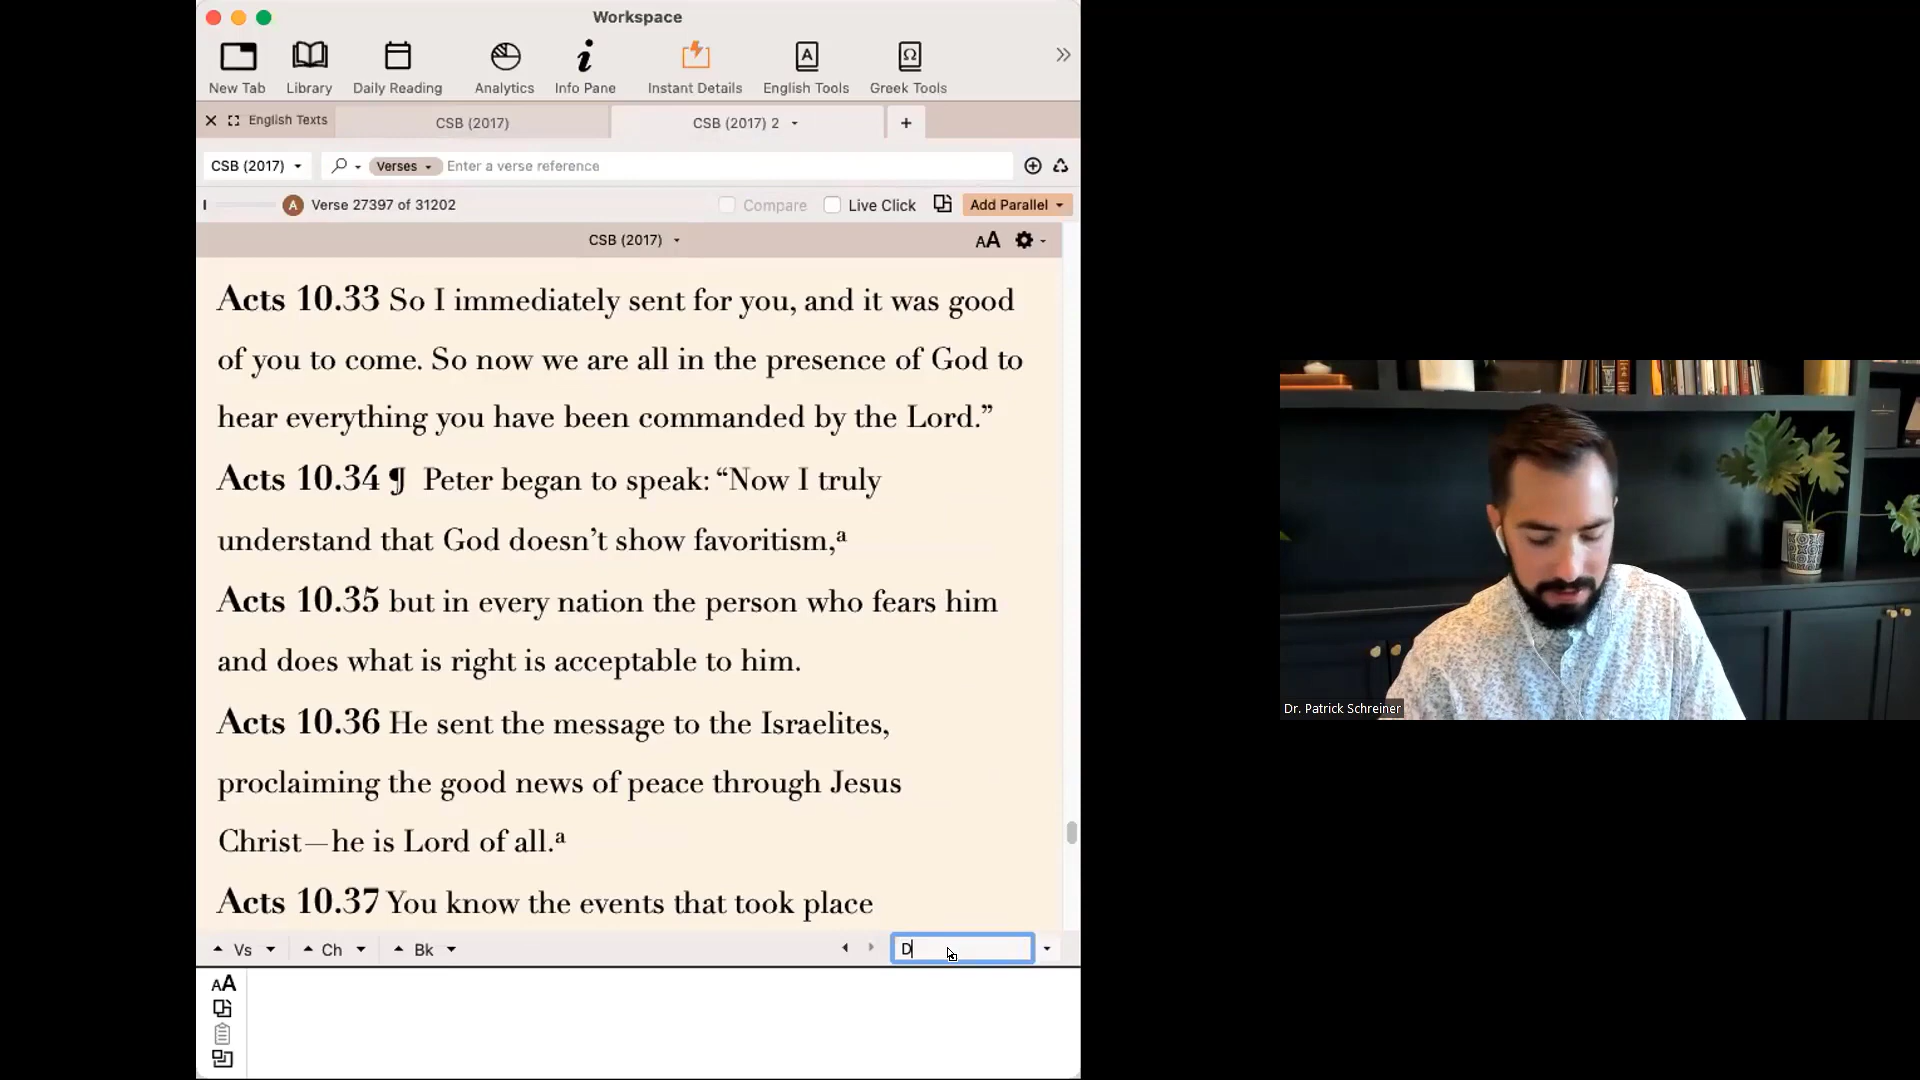 Workspace
New Tab
Library
Daily Reading
Analytics
Info Pane
Instant Details
English Tools
Greek Tools
English Texts
CSB (2017)
CSB (2017) 2
CSB (2017)
Verses
Enter a verse reference
A
Verse 27397 of 31202
Compare
Live Click
Add Parallel
CSB (2017)
AA
Acts 10.33 So I immediately sent for you, and it was good
of you to come. So now we are all in the presence of God to
hear everything you have been commanded by the Lord.”
Acts 10.34 ¶ Peter began to speak: “Now I truly
understand that God doesn’t show favoritism,ª
Acts 10.35 but in every nation the person who fears him
and does what is right is acceptable to him.
Acts 10.36 He sent the message to the Israelites,
proclaiming the good news of peace through Jesus
Christ—he is Lord of all.ª
Acts 10.37 You know the events that took place
Vs
Ch
Bk
D
AA
Dr. Patrick Schreiner